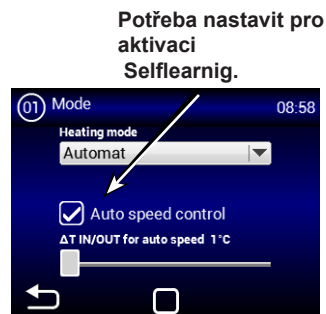 Potřeba nastavit pro
aktivaci
Selflearnig.
01 Mode 08:58
Heating mode
Automat
Auto speed control
ΔT IN/OUT for auto speed 1°C